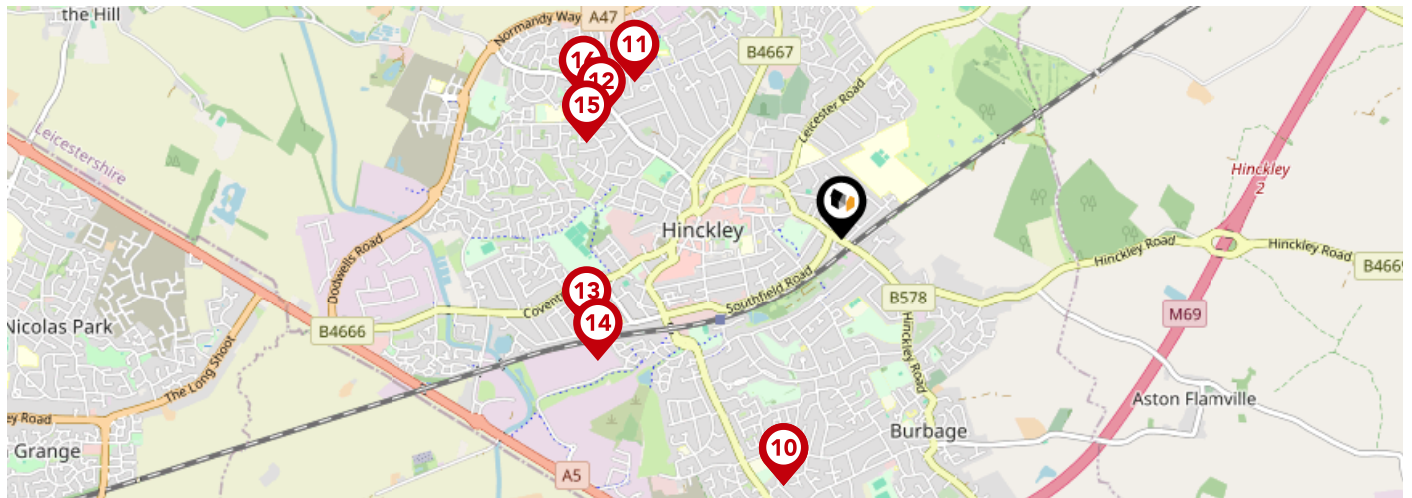 the Hill
Normandy Way
A47
11
B4667
12
15
Leicester Road
Leicestershire
Hinckley
2
Hinckley
Dodwells Road
Hinckley Road
Hinckley Road
B4669
13
Southfield Road
B578
M69
14
Nicolas Park
B4666
The Long Shoot
Hinckley Road
Aston Flamville
ey Road
Burbage
Grange
10
A5